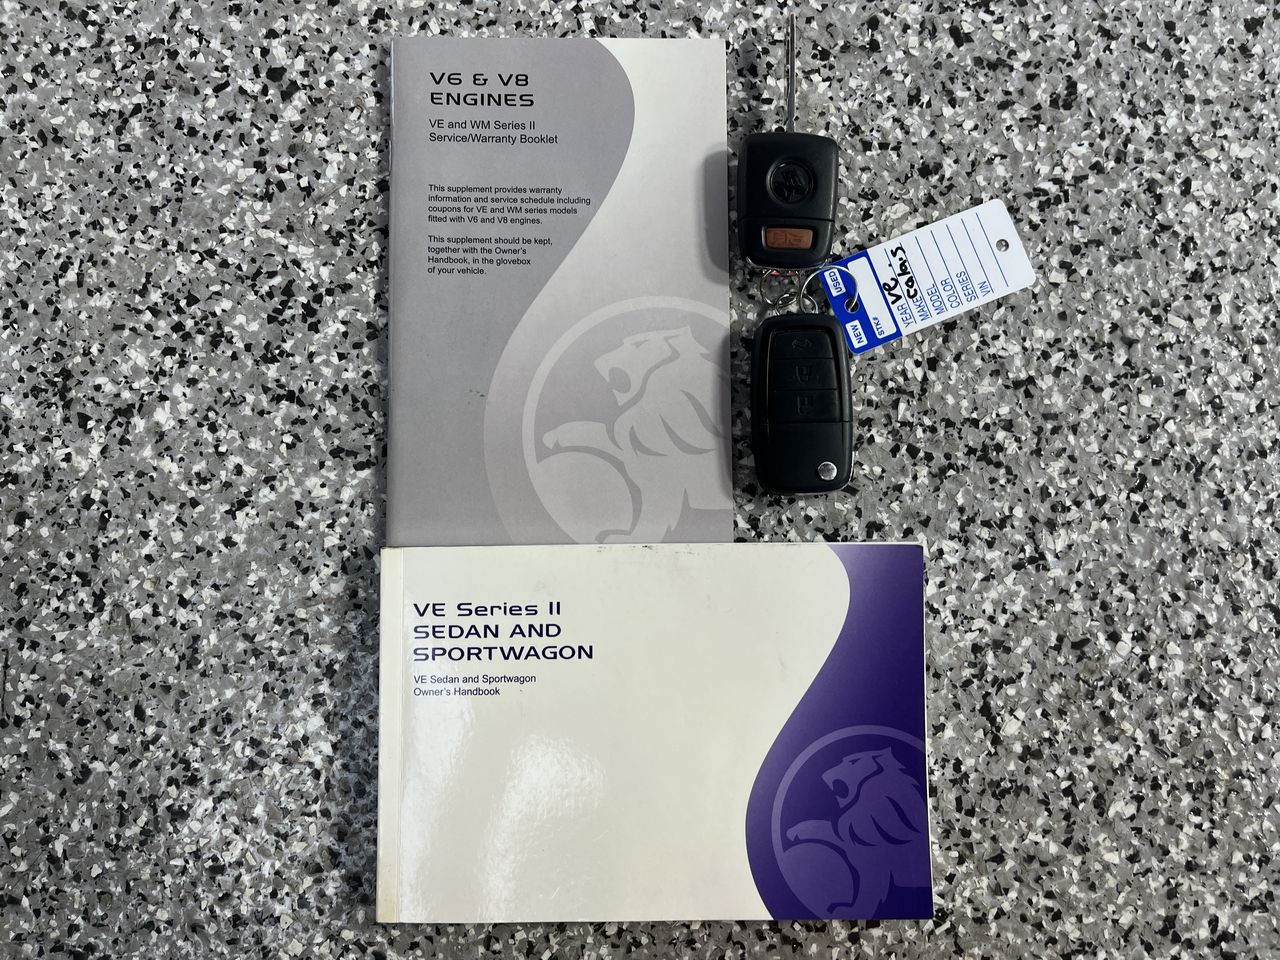 V6 & V8
ENGINES
VE and WM Series II
Service/Warranty Booklet
This supplement provides warranty
information and service schedule including
coupons for VE and WM series models
fitted with V6 and V8 engines.
This supplement should be kept,
together with the Owner's
Handbook, in the glovebox
of your vehicle.
NEW USED
STK#
YEAR VE
MAKE
MODEL
COLOR
SERIES
VIN
VE Series II
SEDAN AND
SPORTWAGON
VE Sedan and Sportwagon
Owner's Handbook